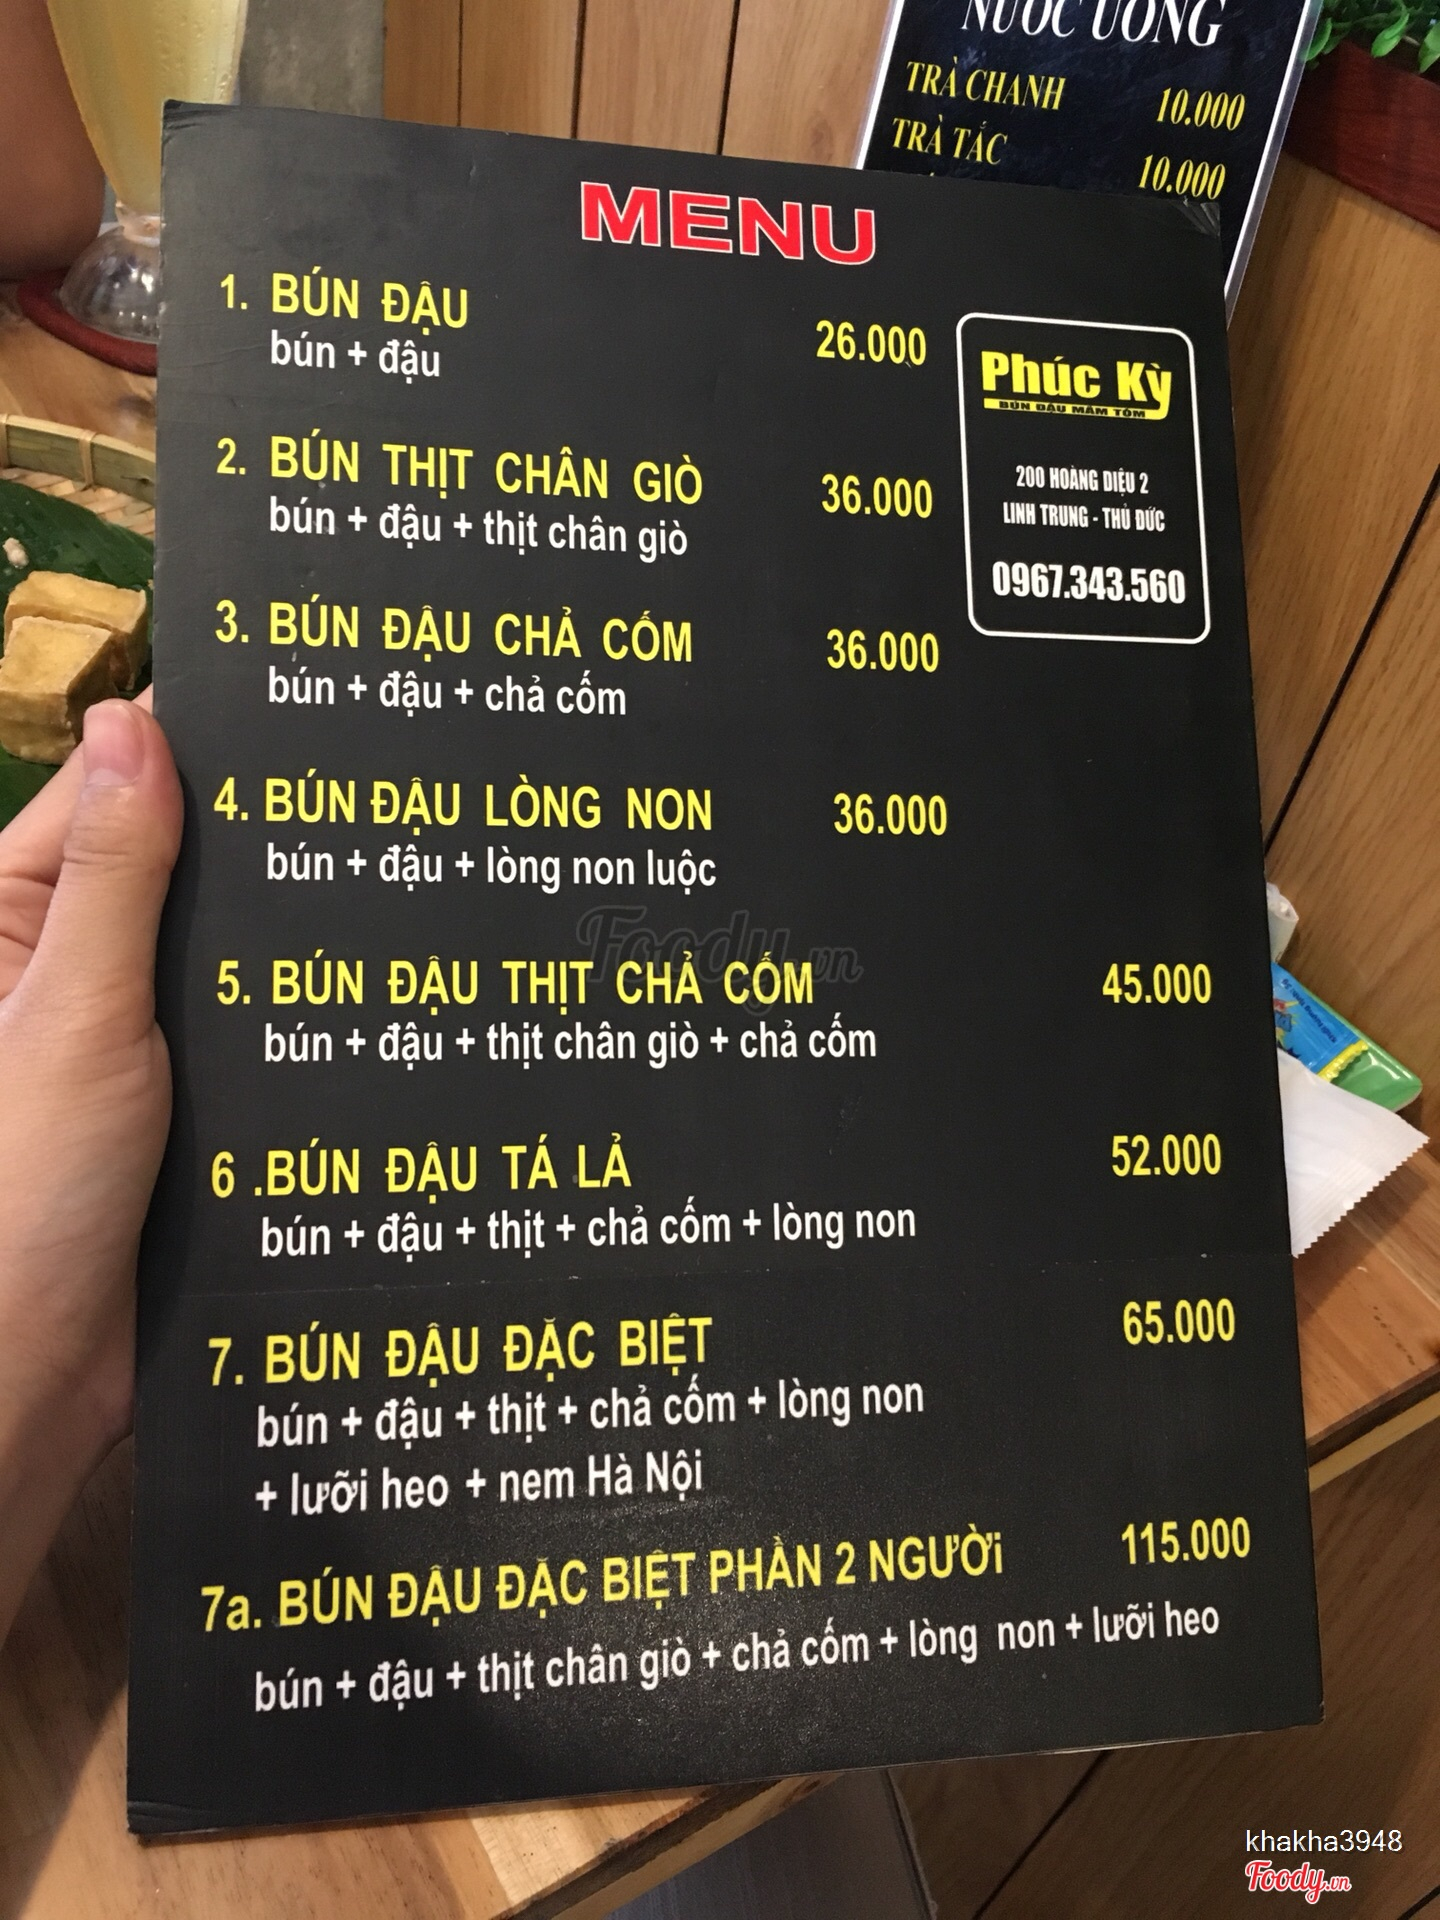 NƯỚC UỐNG
TRÀ CHANH 10.000
TRÀ TẮC 10.000
MENU
1. BÚN ĐẬU 26.000
bún + đậu
2. BÚN THỊT CHÂN GIÒ 36.000
bún + đậu + thịt chân giò
3. BÚN ĐẬU CHẢ CỐM 36.000
bún + đậu + chả cốm
4. BÚN ĐẬU LÒNG NON 36.000
bún + đậu + lòng non luộc
5. BÚN ĐẬU THỊT CHẢ CỐM 45.000
bún + đậu + thịt chân giò + chả cốm
6 .BÚN ĐẬU TÁ LẢ 52.000
bún + đậu + thịt + chả cốm + lòng non
7. BÚN ĐẬU ĐẶC BIỆT 65.000
bún + đậu + thịt + chả cốm + lòng non
+ lưỡi heo + nem Hà Nội
7a. BÚN ĐẬU ĐẶC BIỆT PHẦN 2 NGƯỜi 115.000
bún + đậu + thịt chân giò + chả cốm + lòng non + lưỡi heo
Phúc Kỳ
BÚN ĐẬU MẮM TÔM
200 HOÀNG DIỆU 2
LINH TRUNG - THỦ ĐỨC
0967.343.560
Foody.vn
khakha3948
Foody.vn